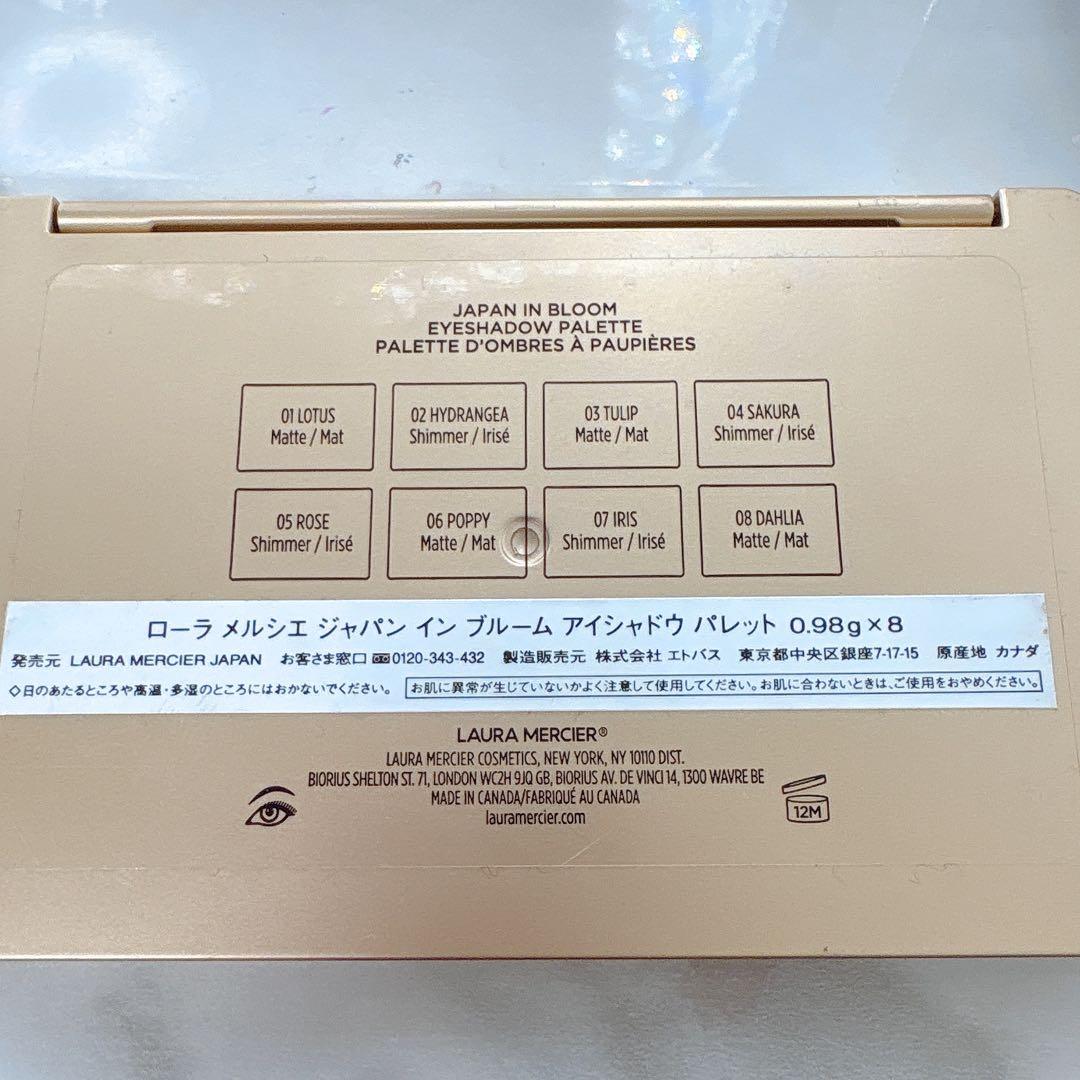 JAPAN IN BLOOM
EYESHADOW PALETTE
PALETTE D'OMBRES À PAUPIÈRES
01 LOTUS
Matte / Mat
02 HYDRANGEA
Shimmer / Irisé
03 TULIP
Matte / Mat
04 SAKURA
Shimmer / Irisé
05 ROSE
Shimmer / Irisé
06 POPPY
Matte / Mat
07 IRIS
Shimmer / Irisé
08 DAHLIA
Matte / Mat
ローラ メルシエ ジャパン イン ブルーム アイシャドウ パレット 0.98g×8
発売元 LAURA MERCIER JAPAN お客さま窓口 0120-343-432 製造販売元 株式会社 エトバス 東京都中央区銀座7-17-15 原産地 カナダ
◇日のあたるところや高温・多湿のところにはおかないでください。 お肌に異常が生じていないかよく注意して使用してください。お肌に合わないときは、ご使用をおやめください。
LAURA MERCIER®
LAURA MERCIER COSMETICS, NEW YORK, NY 10110 DIST.
BIORIUS SHELTON ST. 71, LONDON WC2H 9JQ GB, BIORIUS AV. DE VINCI 14, 1300 WAVRE BE
MADE IN CANADA/FABRIQUÉ AU CANADA
lauramercier.com
12M